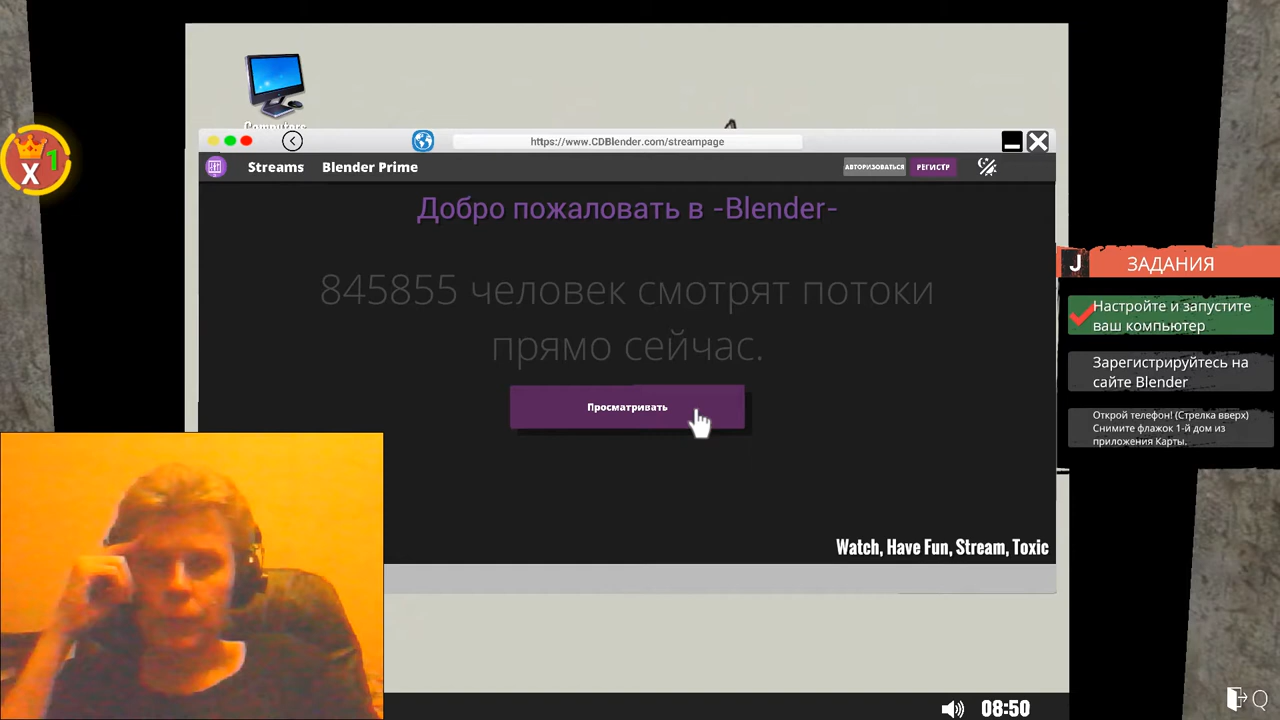 https://www.CDBlender.com/streampage
Streams
Blender Prime
АВТОРИЗОВАТЬСЯ
РЕГИСТР
X
1
Добро пожаловать в -Blender-
845855 человек смотрят потоки
прямо сейчас.
Просматривать
Watch, Have Fun, Stream, Toxic
J
ЗАДАНИЯ
Настройте и запустите
ваш компьютер
Зарегистрируйтесь на
сайте Blender
Открой телефон! (Стрелка вверх)
Снимите флажок 1-й дом из
приложения Карты.
08:50
Q